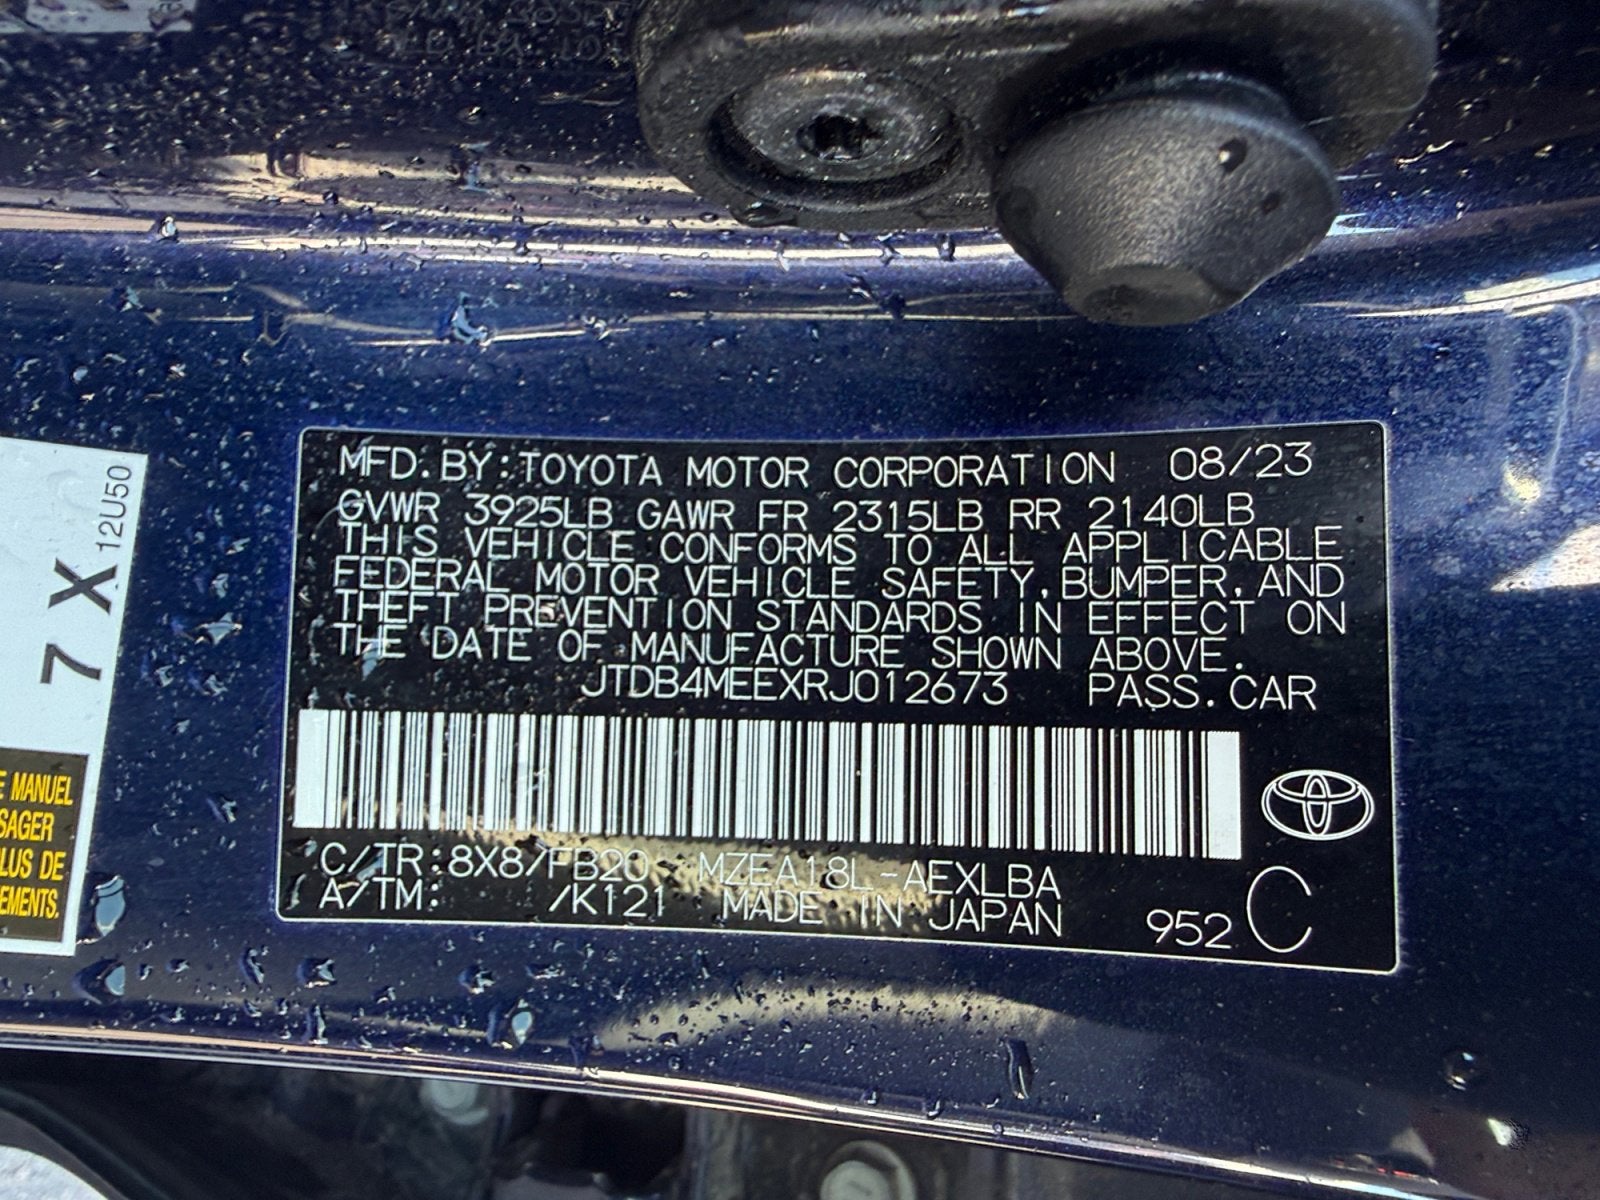 MFD. BY: TOYOTA MOTOR CORPORATION 08/23
GVWR 3925LB GAWR FR 2315LB RR 2140LB
THIS VEHICLE CONFORMS TO ALL APPLICABLE
FEDERAL MOTOR VEHICLE SAFETY, BUMPER, AND
THEFT PREVENTION STANDARDS IN EFFECT ON
THE DATE OF MANUFACTURE SHOWN ABOVE.
JTDB4MEEXRJ012673 PASS. CAR
C/TR: 8X8/FB20 MZEA18L-AEXLBA
A/TM: /K121 MADE IN JAPAN 952 C
7X 12U50
MANUEL
SAGER
LUS DE
EMENTS.